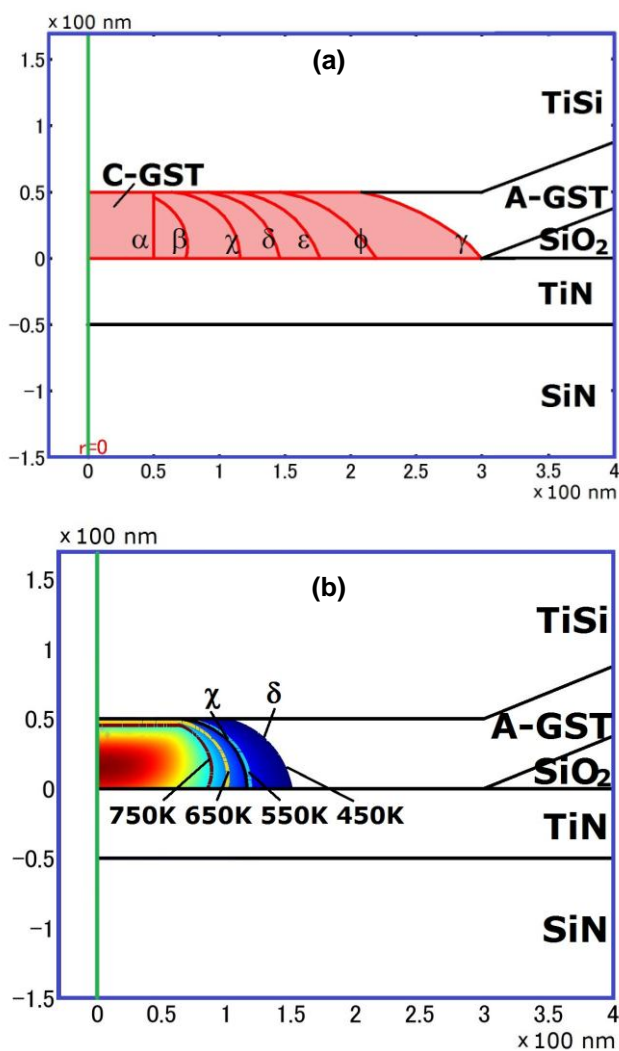 x 100 nm
(a)
1.5
TiSi
1
C-GST
0.5
A-GST
α β χ δ ε ϕ γ
SiO₂
0
TiN
−0.5
−1
SiN
−1.5
r=0
0 0.5 1 1.5 2 2.5 3 3.5 4
x 100 nm
x 100 nm
(b)
1.5
TiSi
1
χ δ
0.5
A-GST
SiO₂
0
750K 650K 550K 450K
TiN
-0.5
-1
SiN
-1.5
0 0.5 1 1.5 2 2.5 3 3.5 4
x 100 nm